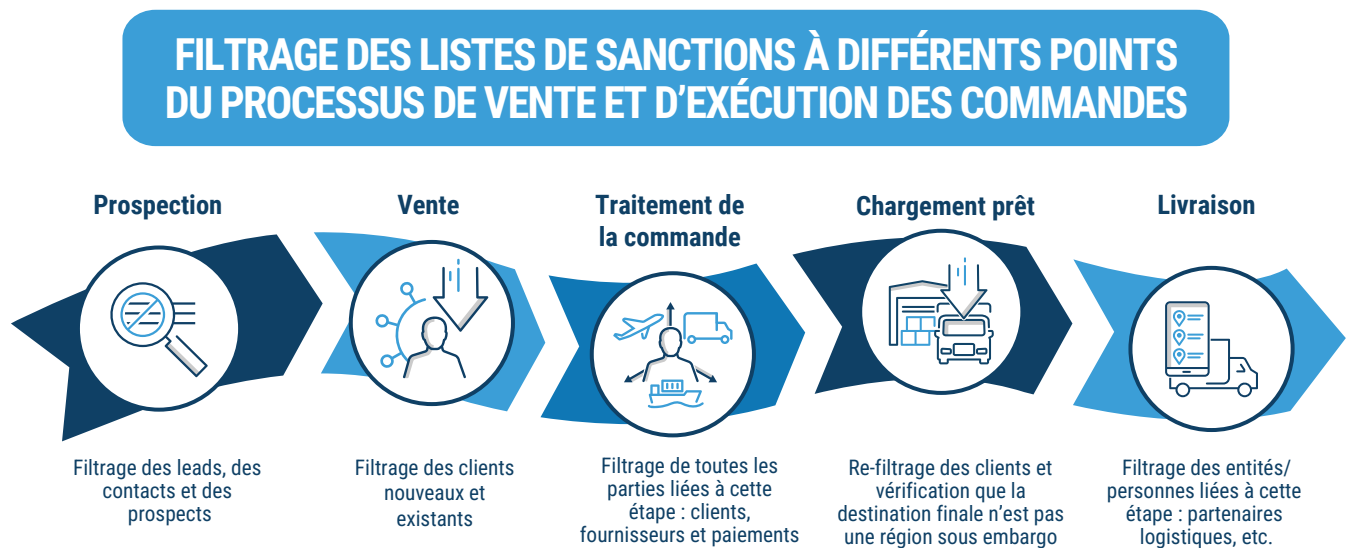 FILTRAGE DES LISTES DE SANCTIONS À DIFFÉRENTS POINTS
DU PROCESSUS DE VENTE ET D’EXÉCUTION DES COMMANDES
Prospection
Filtrage des leads, des
contacts et des
prospects
Vente
Filtrage des clients
nouveaux et
existants
Traitement de
la commande
Filtrage de toutes les
parties liées à cette
étape : clients,
fournisseurs et paiements
Chargement prêt
Re-filtrage des clients et
vérification que la
destination finale n’est pas
une région sous embargo
Livraison
Filtrage des entités/
personnes liées à cette
étape : partenaires
logistiques, etc.